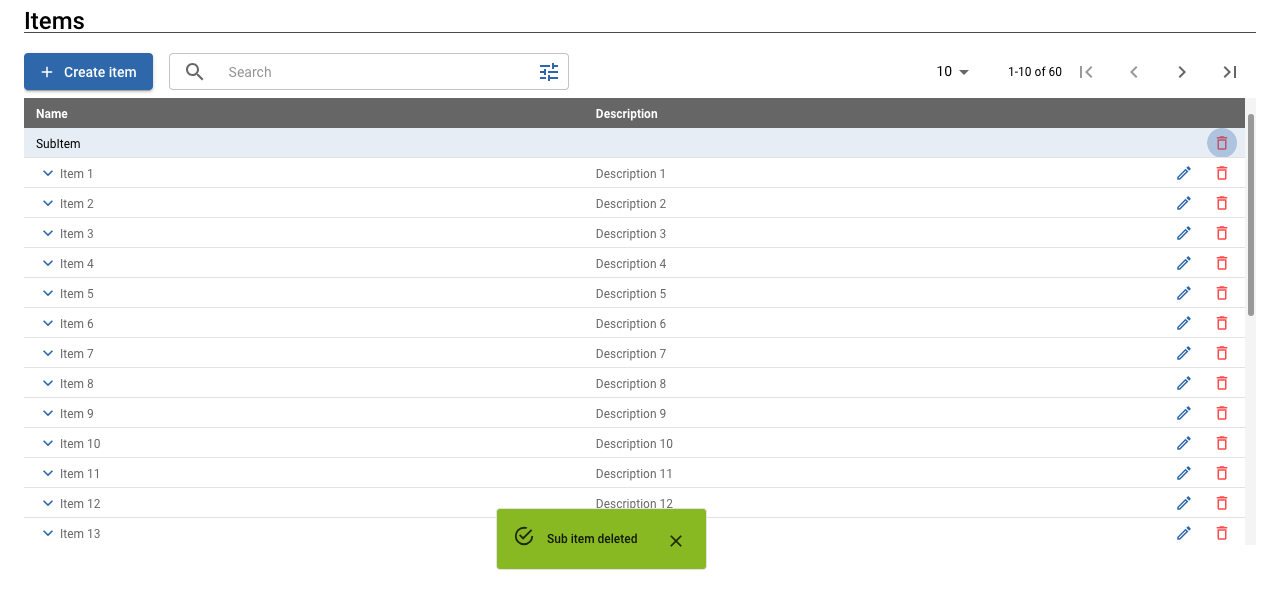 Items
Create item
Search
10
1-10 of 60
Name Description
SubItem
Item 1 Description 1
Item 2 Description 2
Item 3 Description 3
Item 4 Description 4
Item 5 Description 5
Item 6 Description 6
Item 7 Description 7
Item 8 Description 8
Item 9 Description 9
Item 10 Description 10
Item 11 Description 11
Item 12 Description 12
Item 13
Sub item deleted